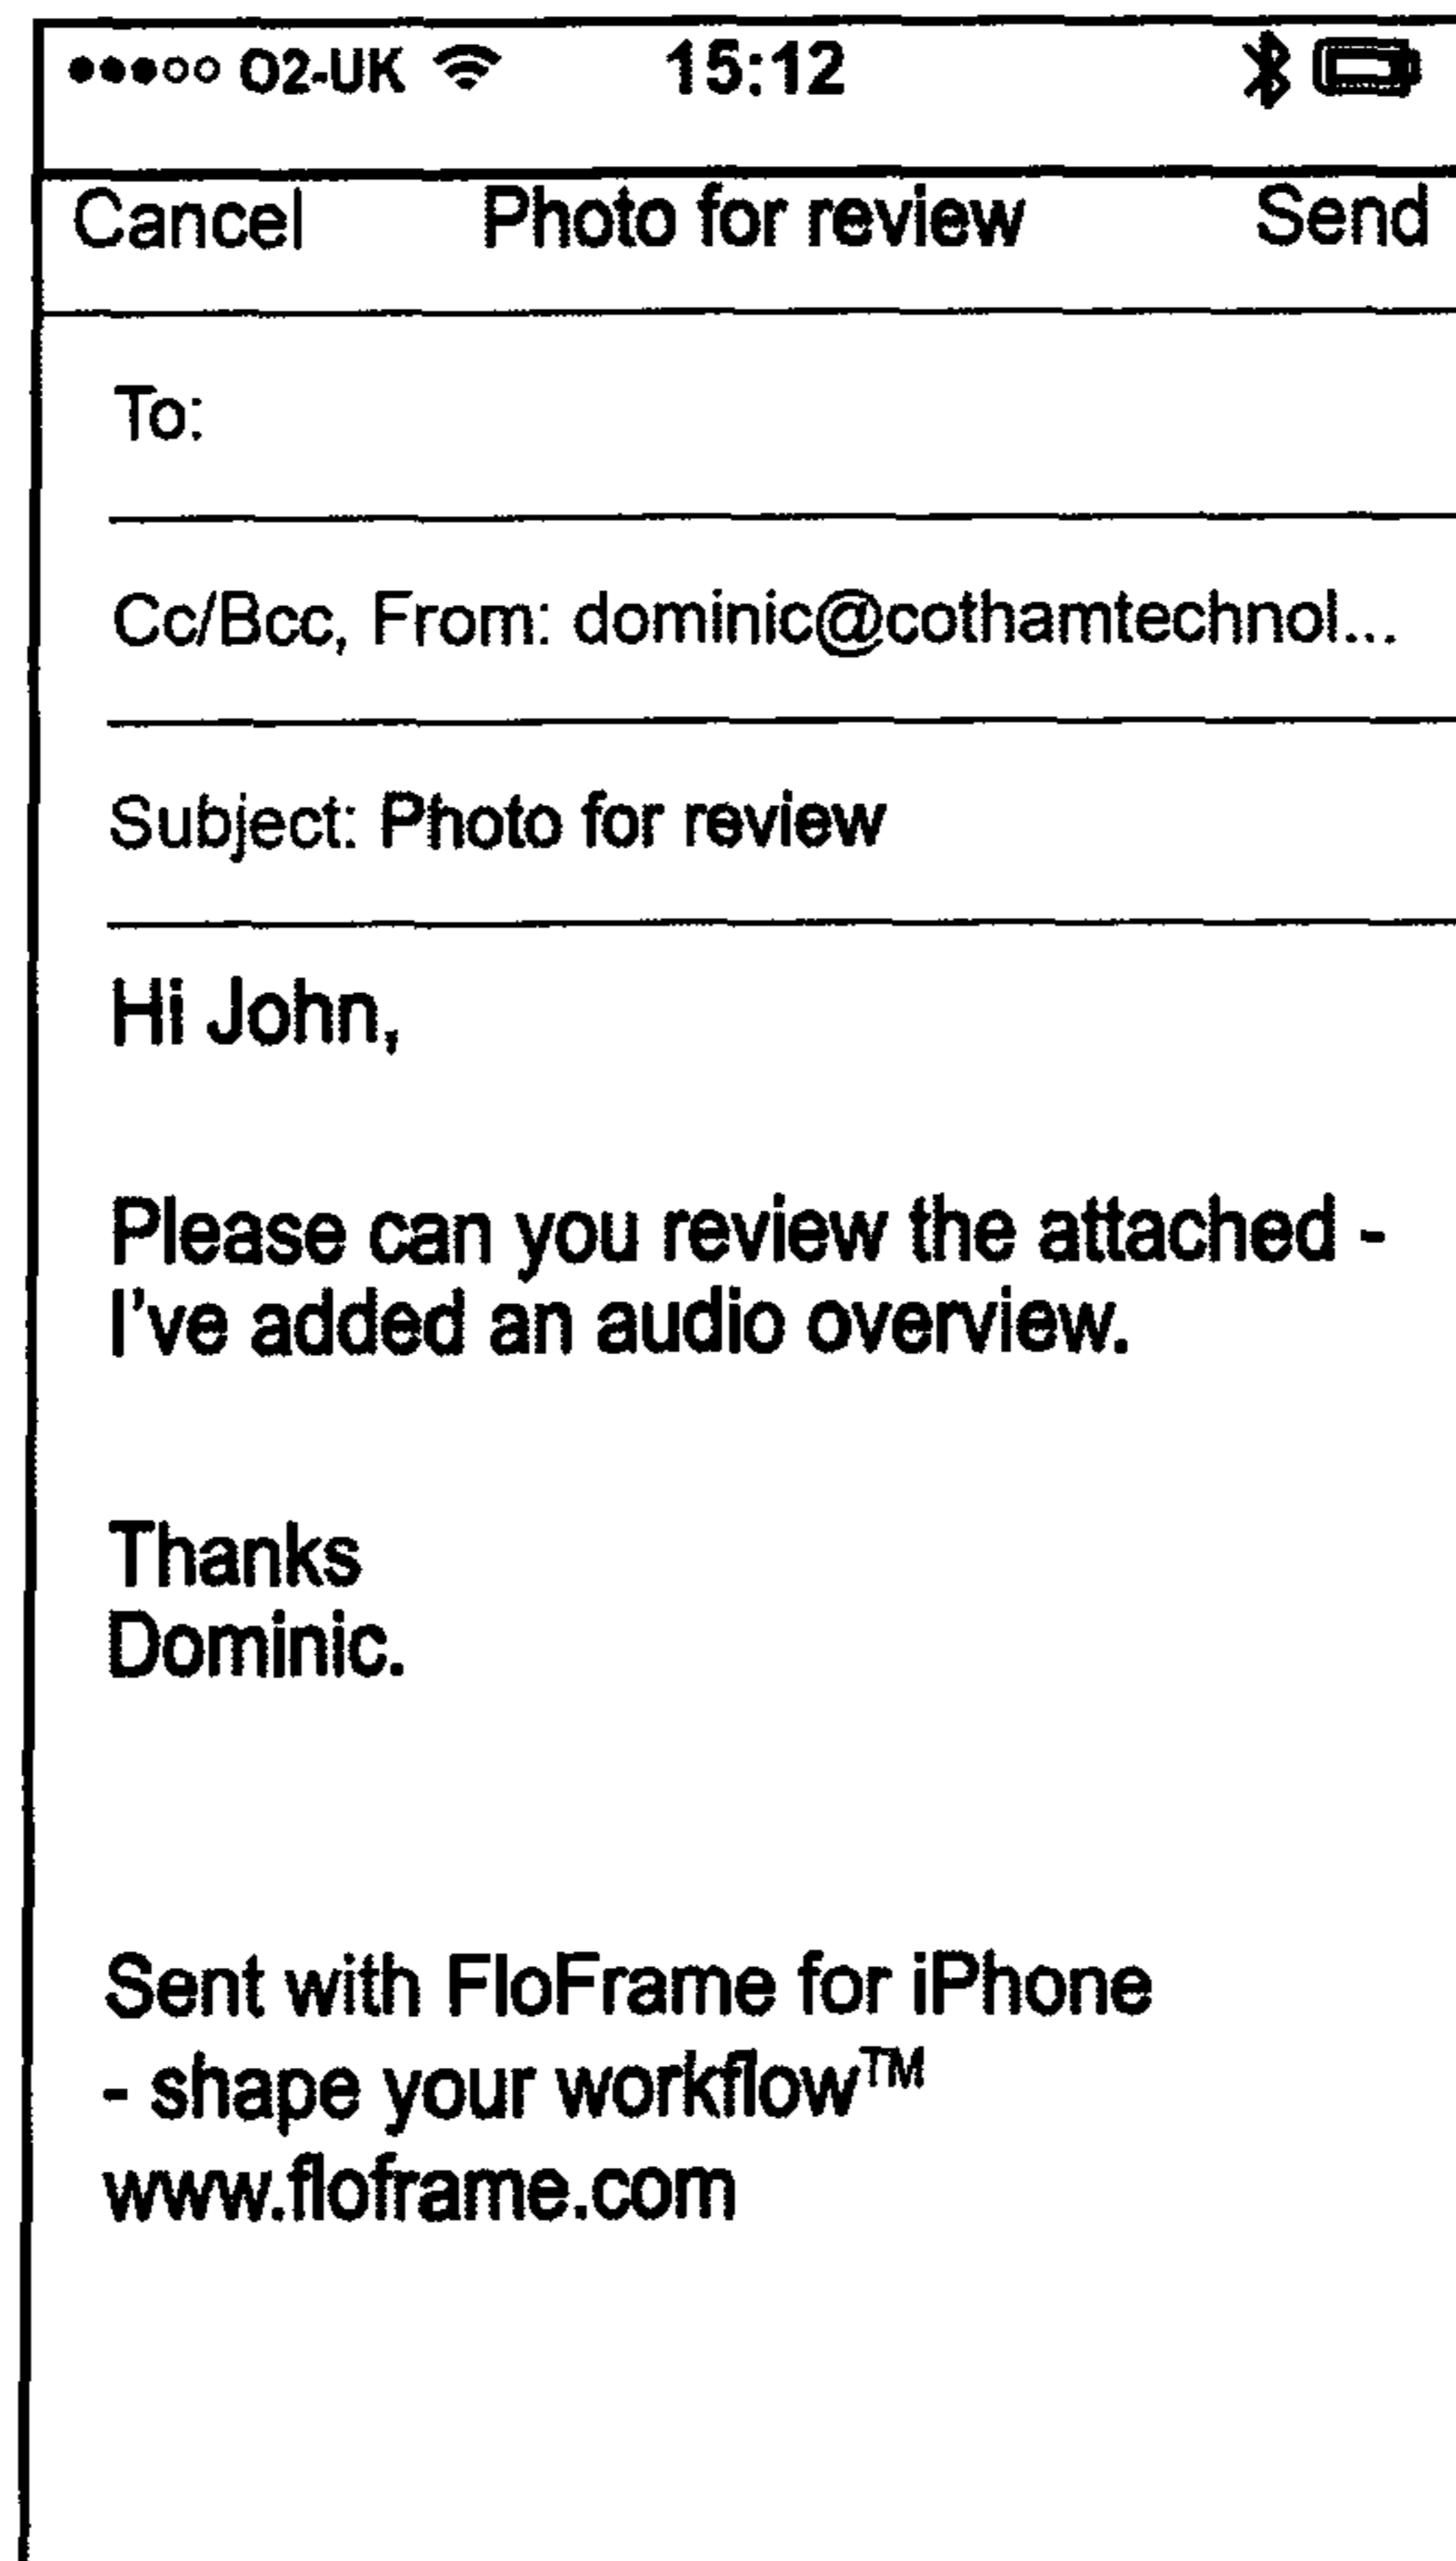 O2-UK 15:12
Cancel Photo for review Send
To:
Cc/Bcc, From: dominic@cothamtechnol...
Subject: Photo for review
Hi John,
Please can you review the attached -
I've added an audio overview.
Thanks
Dominic.
Sent with FloFrame for iPhone
- shape your workflow™
www.floframe.com